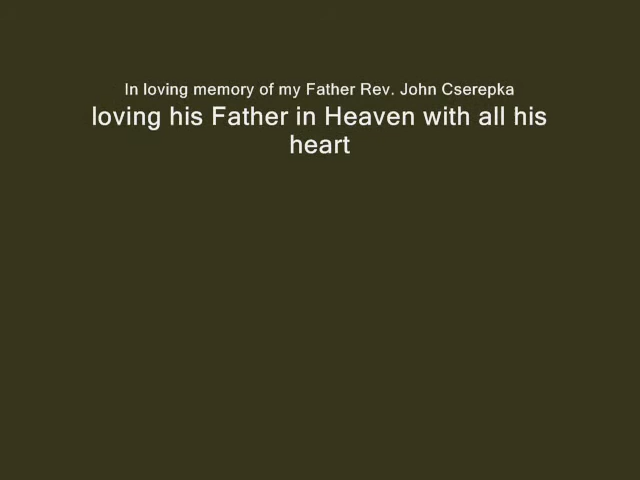 In loving memory of my Father Rev. John Cserepka
loving his Father in Heaven with all his
heart